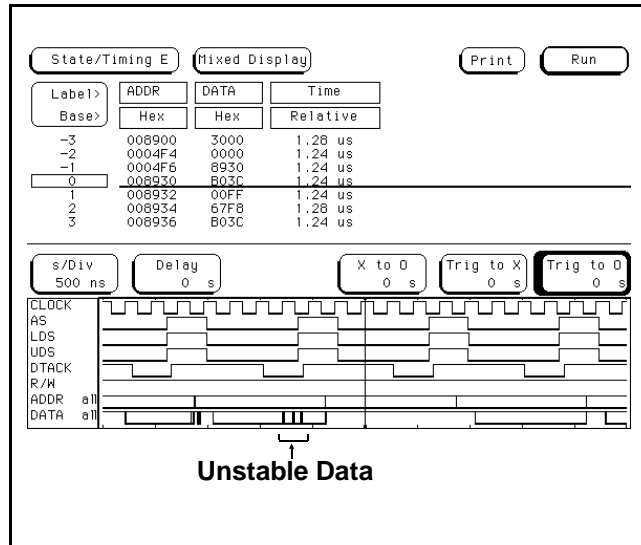 State/Timing E Mixed Display Print Run
Label> ADDR DATA Time
Base> Hex Hex Relative
-3 008900 3000 1.28 us
-2 0004F4 0000 1.24 us
-1 0004F6 8930 1.24 us
0 008930 B03C 1.24 us
1 008932 00FF 1.24 us
2 008934 67F8 1.28 us
3 008936 B03C 1.24 us
s/Div Delay X to O Trig to X Trig to O
500 ns 0 s 0 s 0 s 0 s
CLOCK
AS
LDS
UDS
DTACK
R/W
ADDR all
DATA all
Unstable Data